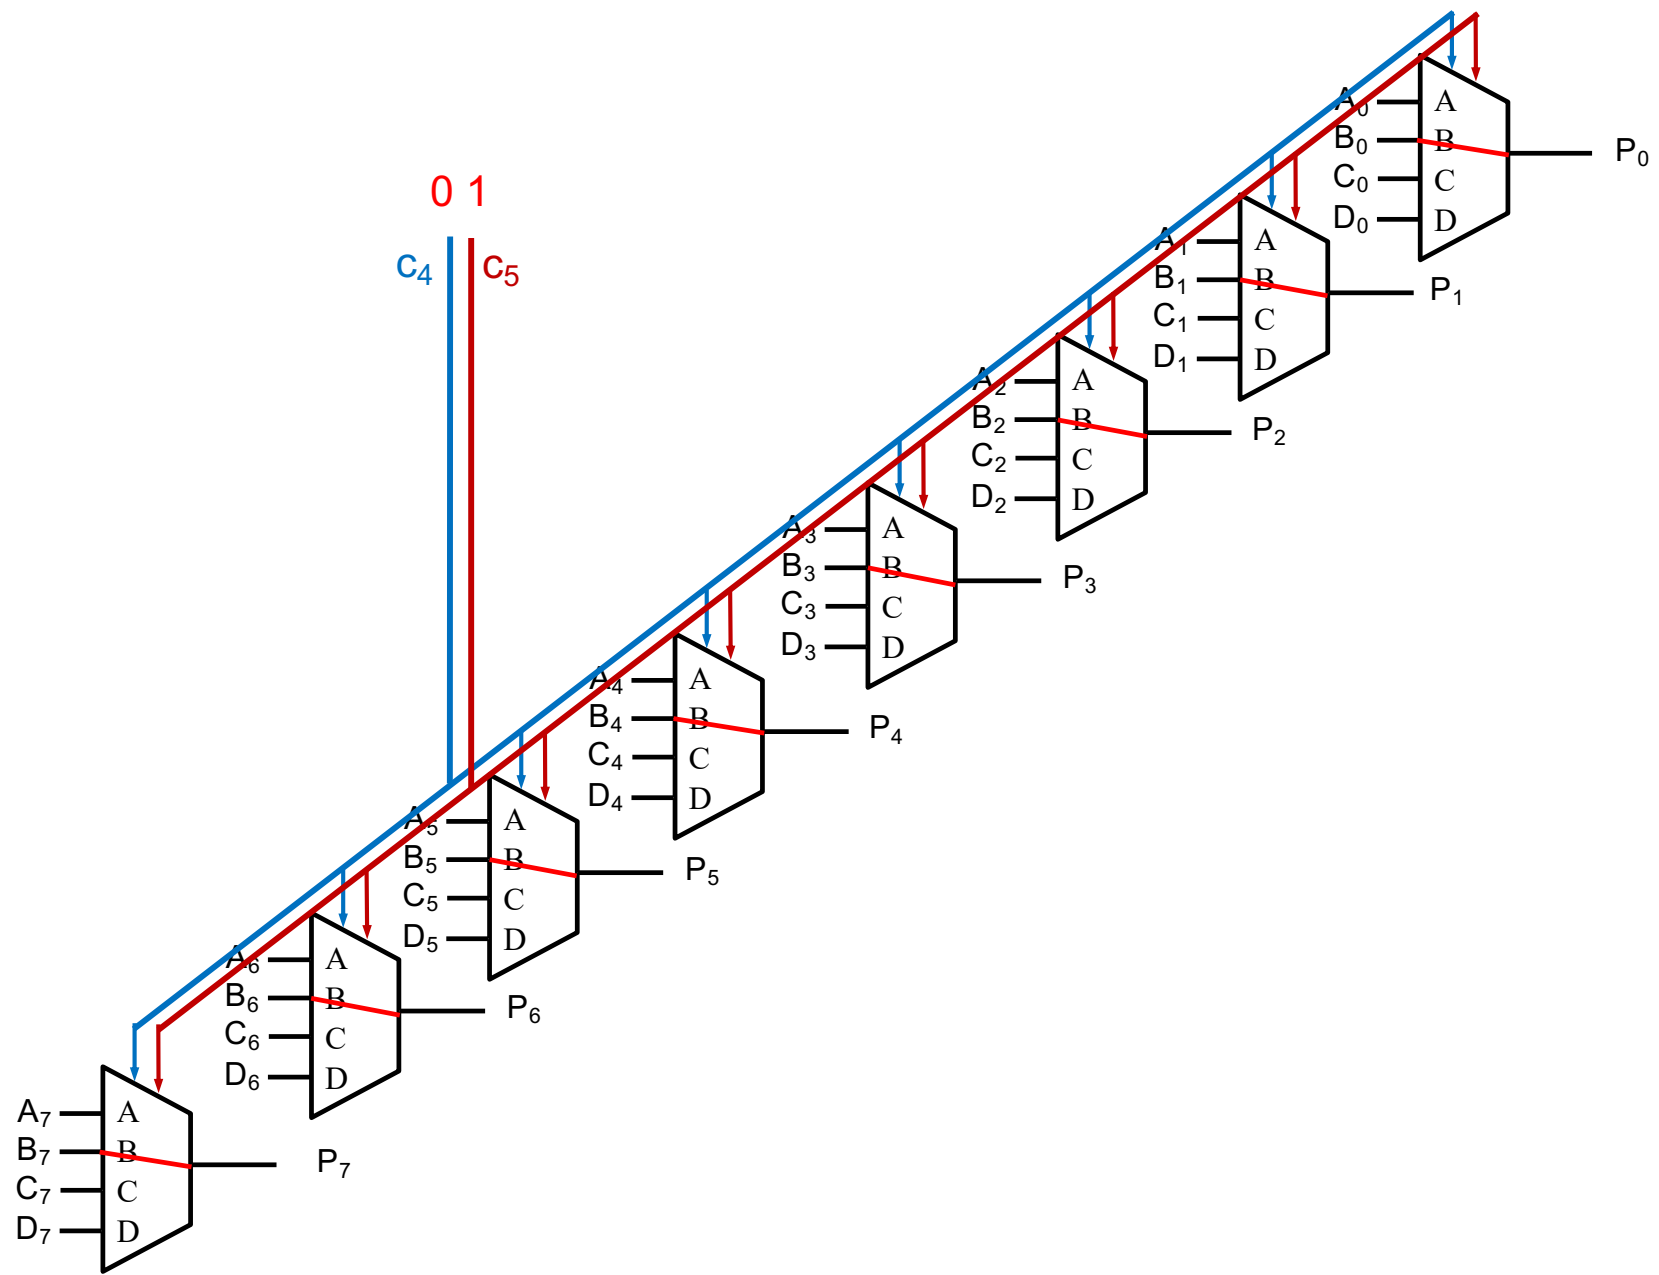 0 1
c4 c5
A0 A
B0 B P0
C0 C
D0 D
A1 A
B1 B P1
C1 C
D1 D
A2 A
B2 B P2
C2 C
D2 D
A3 A
B3 B P3
C3 C
D3 D
A4 A
B4 B P4
C4 C
D4 D
A5 A
B5 B P5
C5 C
D5 D
A6 A
B6 B P6
C6 C
D6 D
A7 A
B7 B P7
C7 C
D7 D